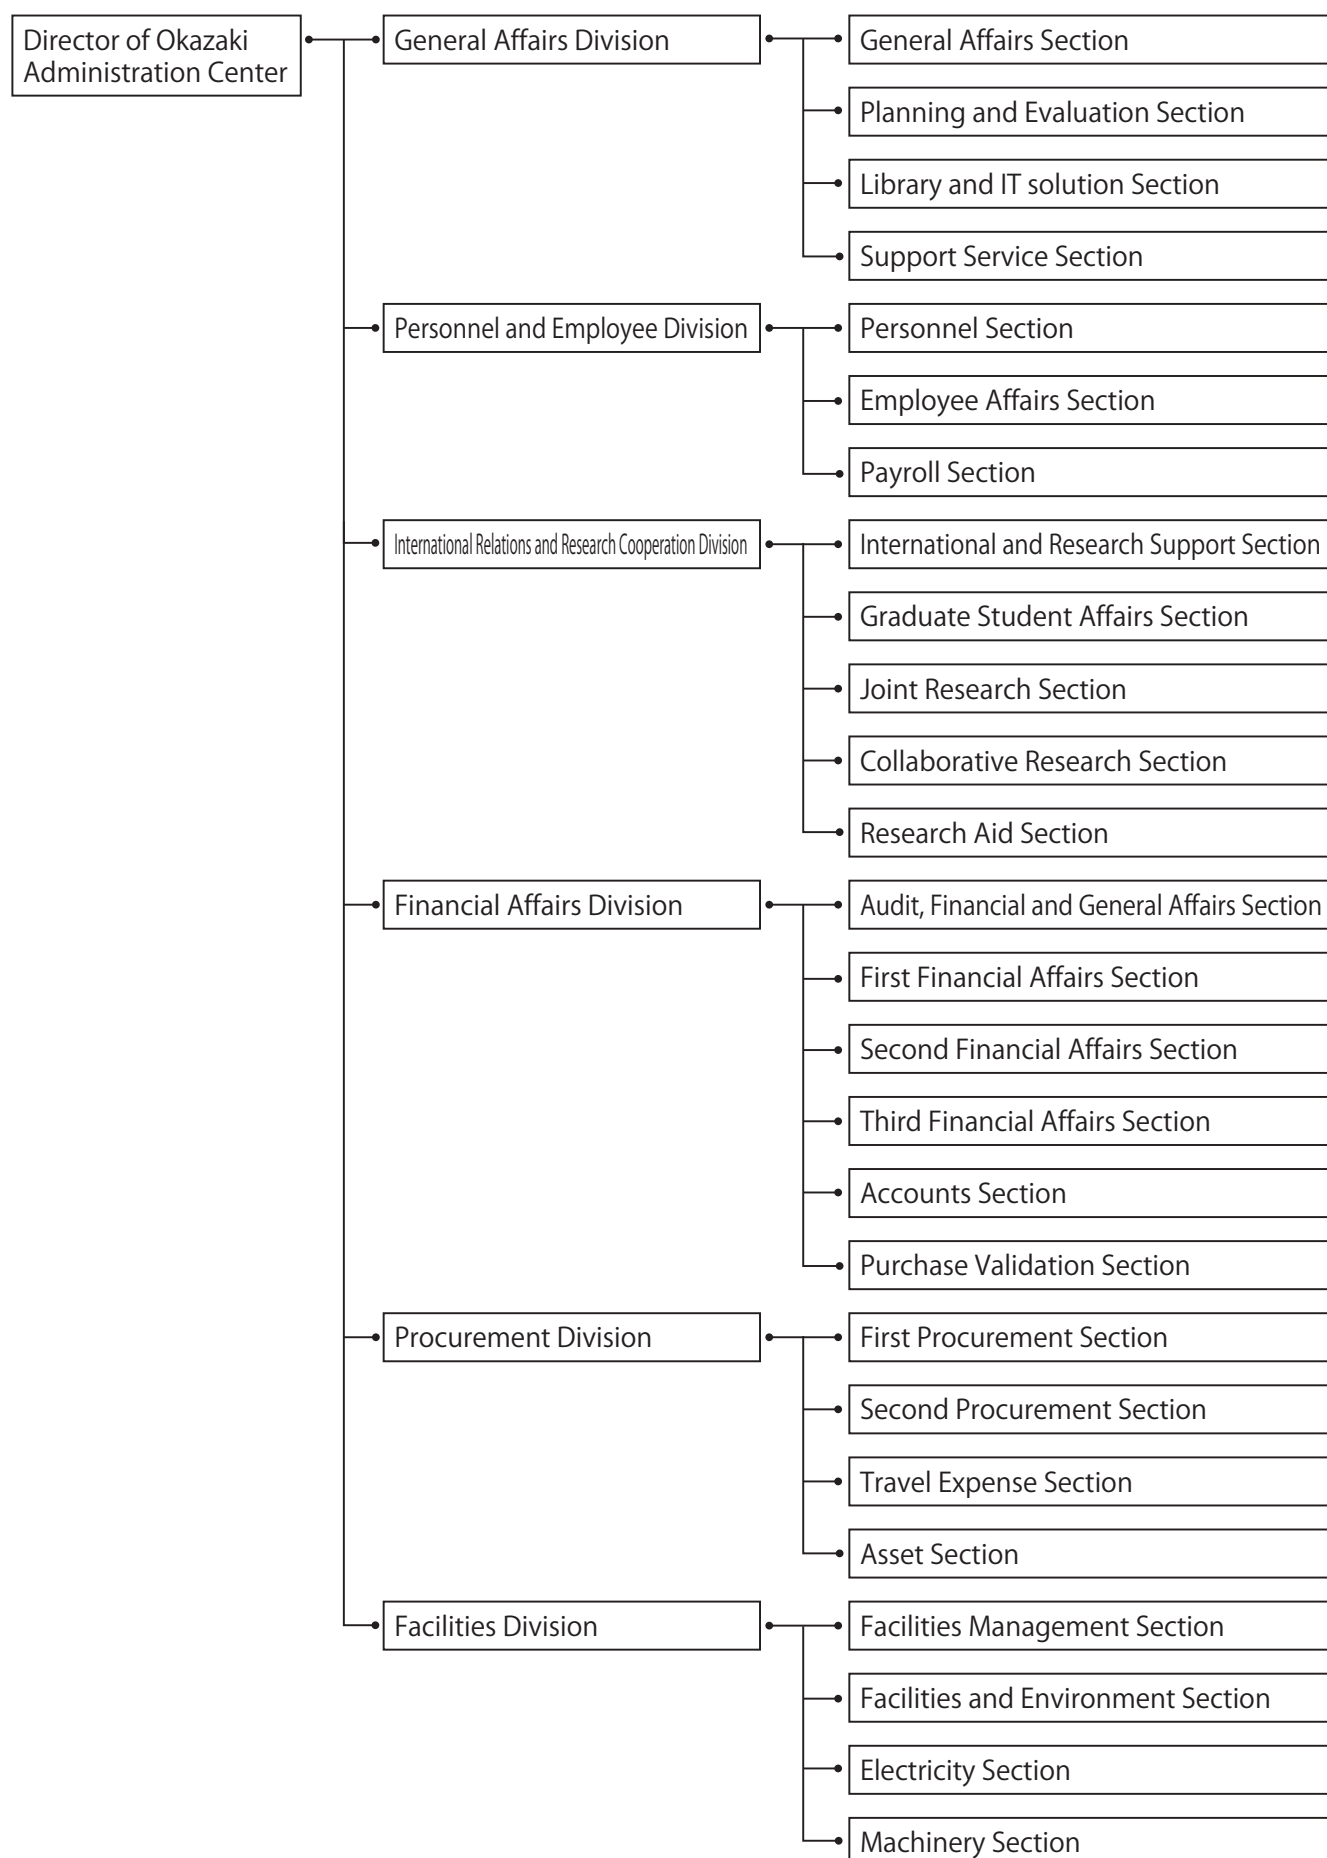 Director of Okazaki
Administration Center
General Affairs Division
General Affairs Section
Planning and Evaluation Section
Library and IT solution Section
Support Service Section
Personnel and Employee Division
Personnel Section
Employee Affairs Section
Payroll Section
International Relations and Research Cooperation Division
International and Research Support Section
Graduate Student Affairs Section
Joint Research Section
Collaborative Research Section
Research Aid Section
Financial Affairs Division
Audit, Financial and General Affairs Section
First Financial Affairs Section
Second Financial Affairs Section
Third Financial Affairs Section
Accounts Section
Purchase Validation Section
Procurement Division
First Procurement Section
Second Procurement Section
Travel Expense Section
Asset Section
Facilities Division
Facilities Management Section
Facilities and Environment Section
Electricity Section
Machinery Section